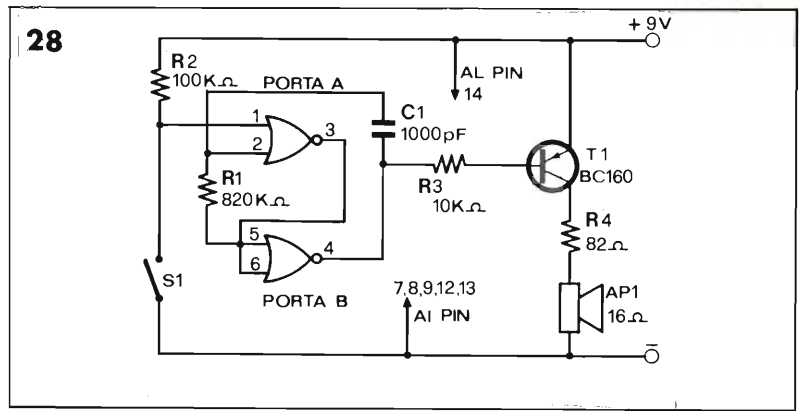 28
+ 9V
R2
100KΩ
PORTA A
AL PIN
14
C1
1000pF
1
2
3
R1
820KΩ
R3
10KΩ
T1
BC160
R4
82Ω
5
6
4
S1
PORTA B
7,8,9,12,13
AI PIN
AP1
16Ω
–